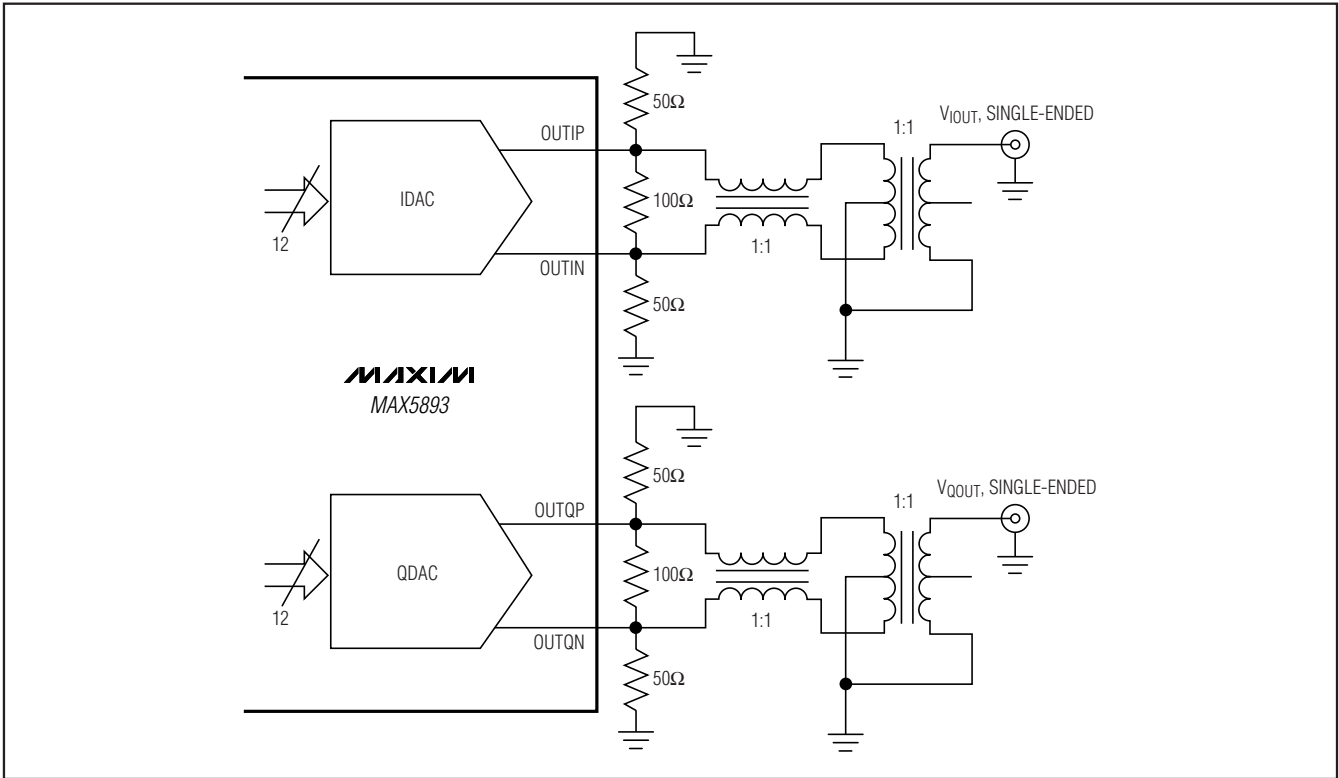 50Ω
OUTIP
1:1
V_IOUT, SINGLE-ENDED
IDAC
100Ω
12
1:1
OUTIN
50Ω
MAXIM
MAX5893
50Ω
OUTQP
1:1
V_QOUT, SINGLE-ENDED
QDAC
100Ω
12
1:1
OUTQN
50Ω